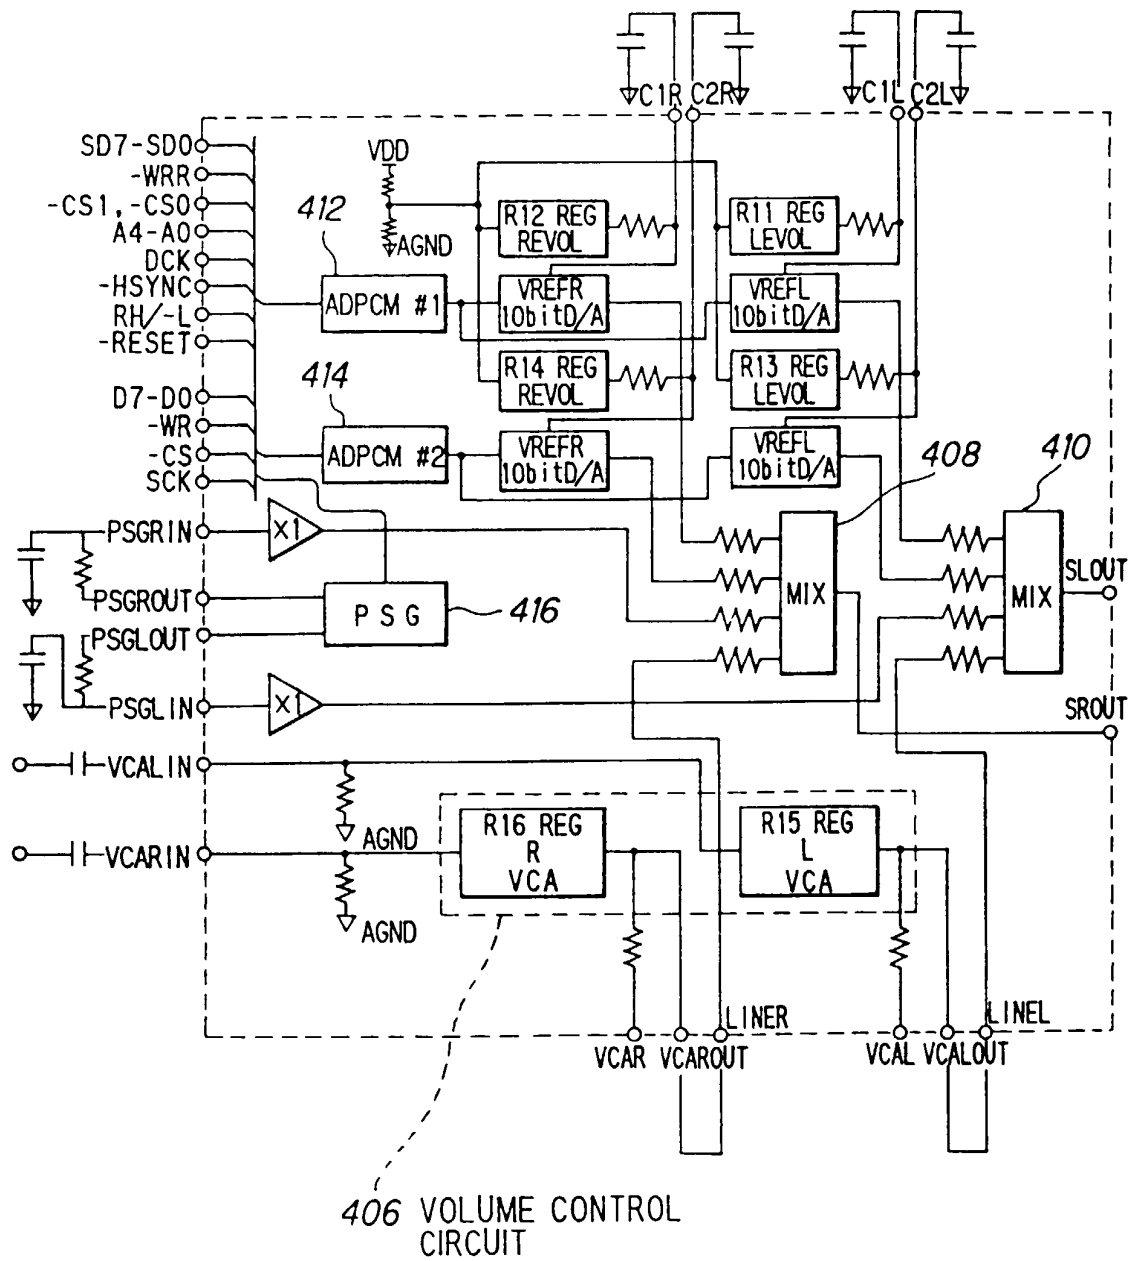 C1R C2R
C1L C2L
SD7-SD0
-WRR
-CS1,-CS0
A4-A0
DCK
-HSYNC
RH/-L
-RESET
D7-D0
-WR
-CS
SCK
VDD
AGND
412
ADPCM #1
414
ADPCM #2
R12 REG
REVOL
R11 REG
LEVOL
VREFR
10bitD/A
VREFL
10bitD/A
R14 REG
REVOL
R13 REG
LEVOL
VREFR
10bitD/A
VREFL
10bitD/A
408
410
PSGRIN
X1
PSGROUT
PSGLOUT
PSG
416
PSGLIN
X1
MIX
MIX
SLOUT
SROUT
VCALIN
AGND
VCARIN
AGND
R16 REG
R
VCA
R15 REG
L
VCA
LINER
LINEL
VCAR
VCAROUT
VCAL
VCALOUT
406 VOLUME CONTROL
CIRCUIT